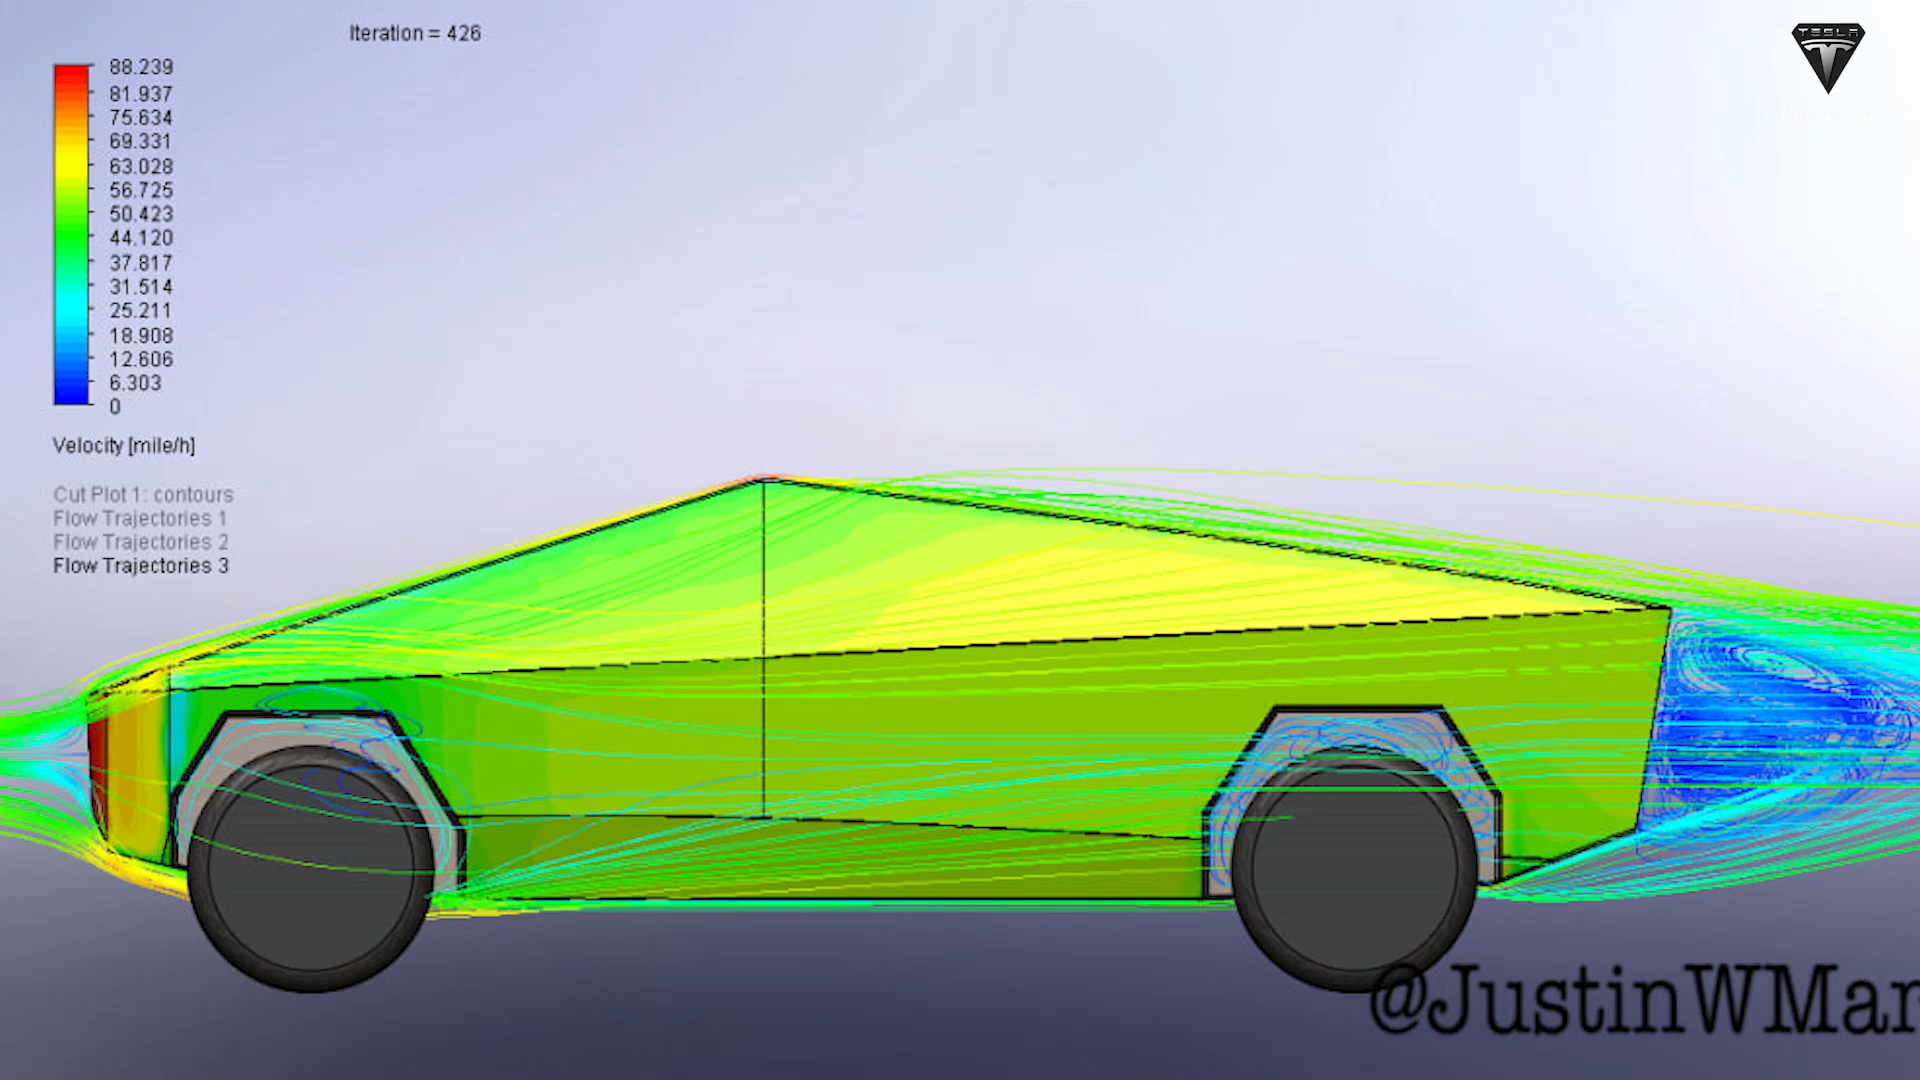 Iteration = 426
TESLA
88.239
81.937
75.634
69.331
63.028
56.725
50.423
44.120
37.817
31.514
25.211
18.908
12.606
6.303
0
Velocity [mile/h]
Cut Plot 1: contours
Flow Trajectories 1
Flow Trajectories 2
Flow Trajectories 3
@JustinWMar